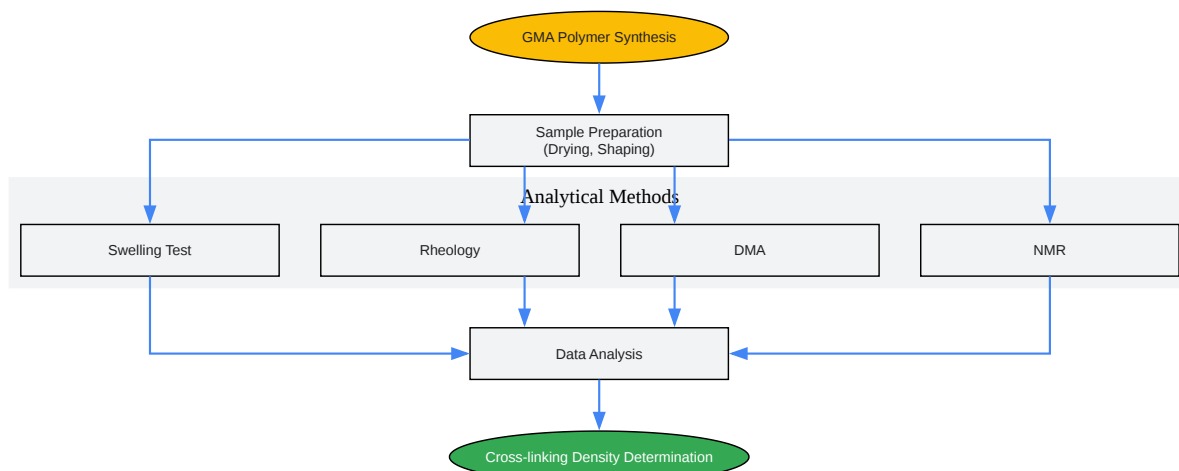 GMA Polymer Synthesis
Sample Preparation
(Drying, Shaping)
Analytical Methods
Swelling Test
Rheology
DMA
NMR
Data Analysis
Cross-linking Density Determination